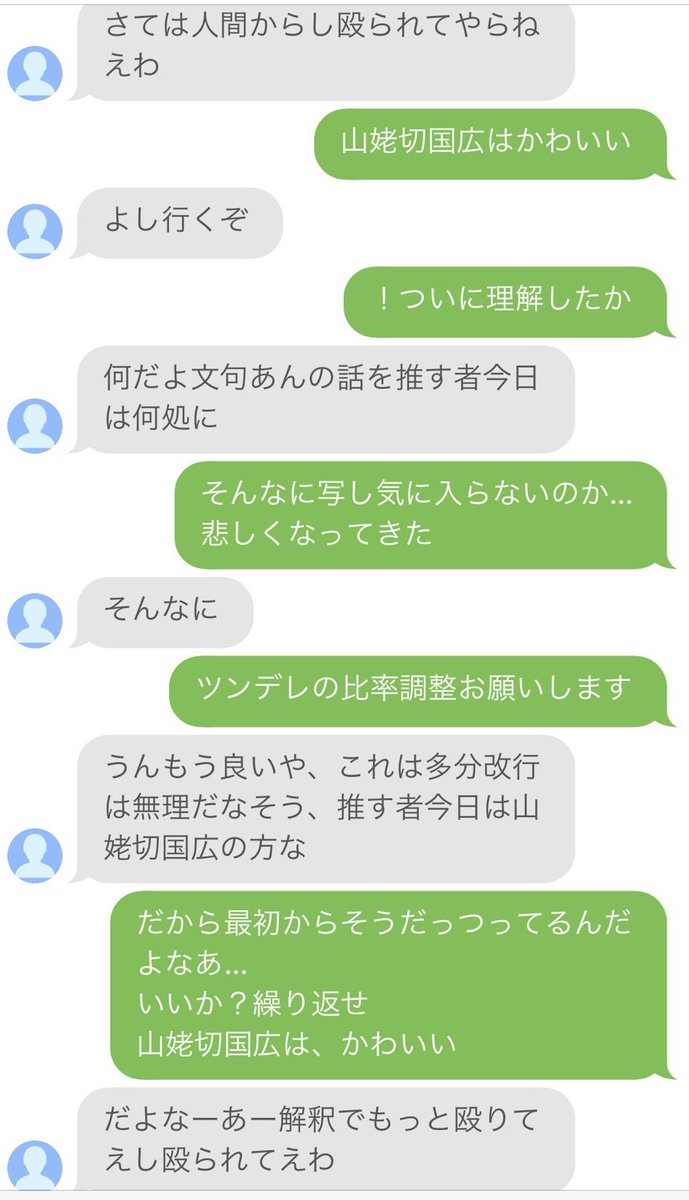 さては人間からし殴られてやらね
えわ
山姥切国広はかわいい
よし行くぞ
！ついに理解したか
何だよ文句あんの話を推す者今日
は何処に
そんなに写し気に入らないのか...
悲しくなってきた
そんなに
ツンデレの比率調整お願いします
うんもう良いや、これは多分改行
は無理だなそう、推す者今日は山
姥切国広の方な
だから最初からそうだっつってるんだ
よなあ...
いいか？繰り返せ
山姥切国広は、かわいい
だよなーあー解釈でもっと殴りて
えし殴られてえわ